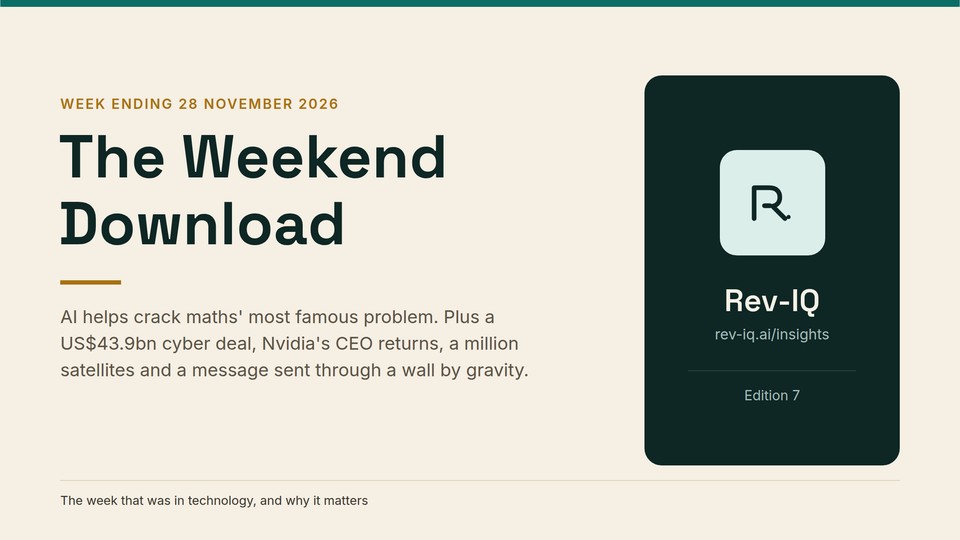 WEEK ENDING 28 NOVEMBER 2026
The Weekend
Download
AI helps crack maths' most famous problem. Plus a
US$43.9bn cyber deal, Nvidia's CEO returns, a million
satellites and a message sent through a wall by gravity.
R
Rev-IQ
rev-iq.ai/insights
Edition 7
The week that was in technology, and why it matters